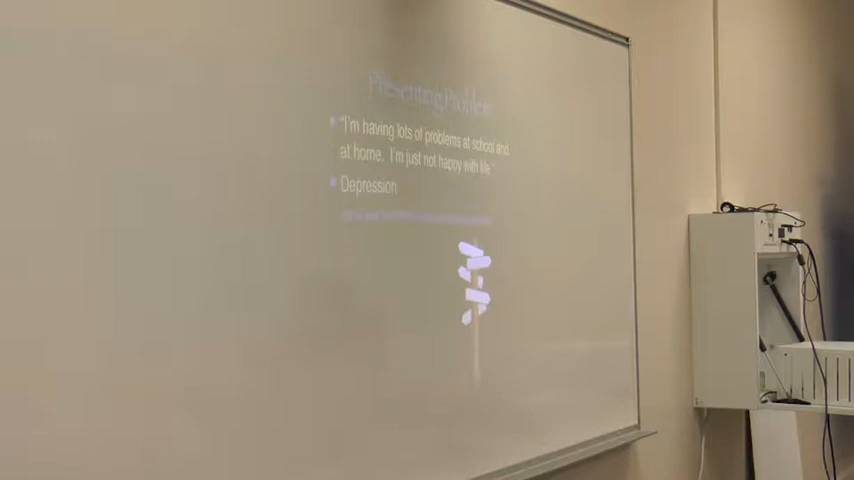 Presenting Problem
"I'm having lots of problems at school and
at home. I'm just not happy with life"
Depression